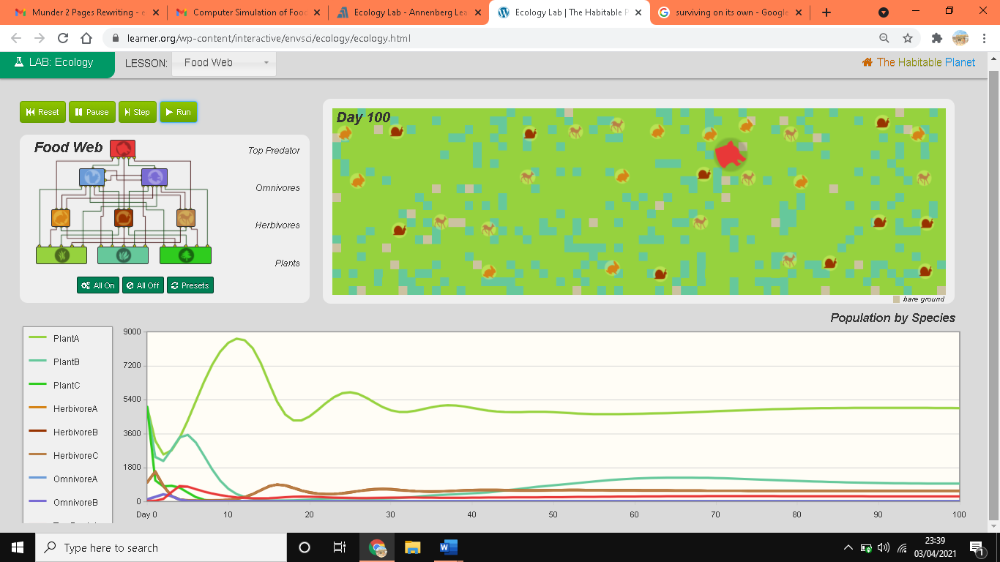 Munder 2 Pages Rewriting - e
Computer Simulation of Food
Ecology Lab - Annenberg Lea
Ecology Lab | The Habitable P
surviving on its own - Google
learner.org/wp-content/interactive/envsci/ecology/ecology.html
LAB: Ecology
LESSON: Food Web
The Habitable Planet
Reset Pause Step Run
Food Web
Top Predator
Omnivores
Herbivores
Plants
All On All Off Presets
Day 100
bare ground
Population by Species
PlantA
PlantB
PlantC
HerbivoreA
HerbivoreB
HerbivoreC
OmnivoreA
OmnivoreB
9000
7200
5400
3600
1800
0
Day 0 10 20 30 40 50 60 70 80 90 100
Type here to search
23:39
03/04/2021
1